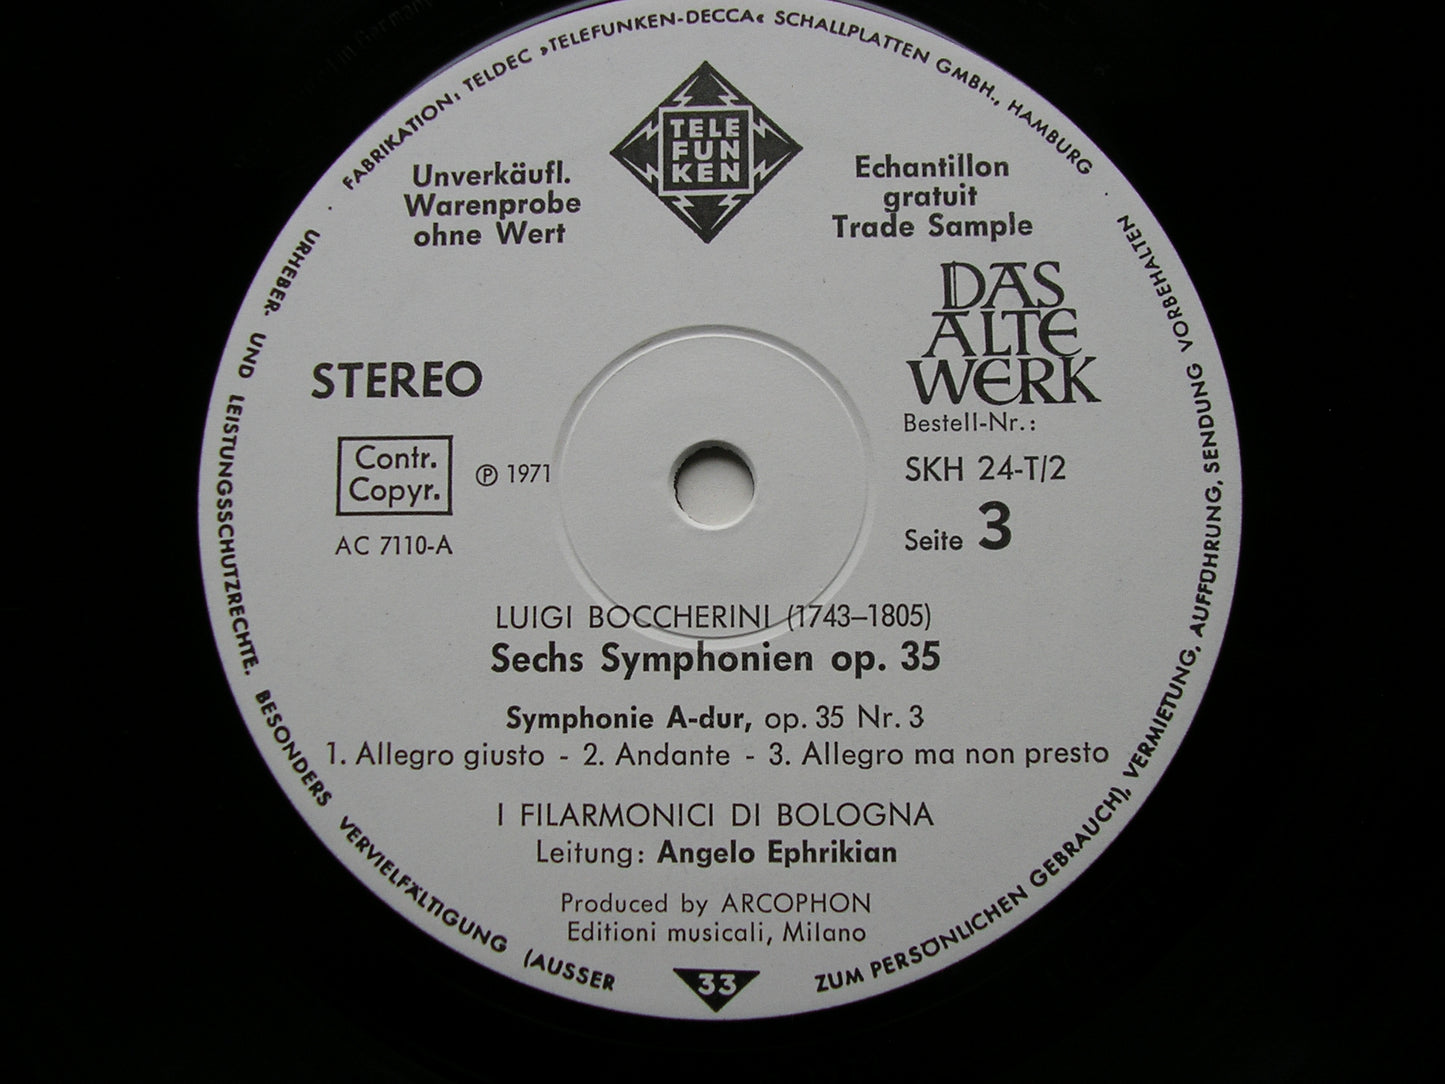 FABRIKATION: TELDEC »TELEFUNKEN-DECCA« SCHALLPLATTEN GMBH., HAMBURG
TELE
FUN
KEN
Unverkäufl.
Warenprobe
ohne Wert
Echantillon
gratuit
Trade Sample
DAS
ALTE
WERK
STEREO
Bestell-Nr.:
Contr.
Copyr.
℗ 1971
SKH 24-T/2
AC 7110-A
Seite 3
LUIGI BOCCHERINI (1743–1805)
Sechs Symphonien op. 35
Symphonie A-dur, op. 35 Nr. 3
1. Allegro giusto - 2. Andante - 3. Allegro ma non presto
I FILARMONICI DI BOLOGNA
Leitung: Angelo Ephrikian
Produced by ARCOPHON
Editioni musicali, Milano
33
URHEBER- UND LEISTUNGSSCHUTZRECHTE. BESONDERS VERVIELFÄLTIGUNG (AUSSER ZUM PERSÖNLICHEN GEBRAUCH), VERMIETUNG, AUFFÜHRUNG, SENDUNG VORBEHALTEN